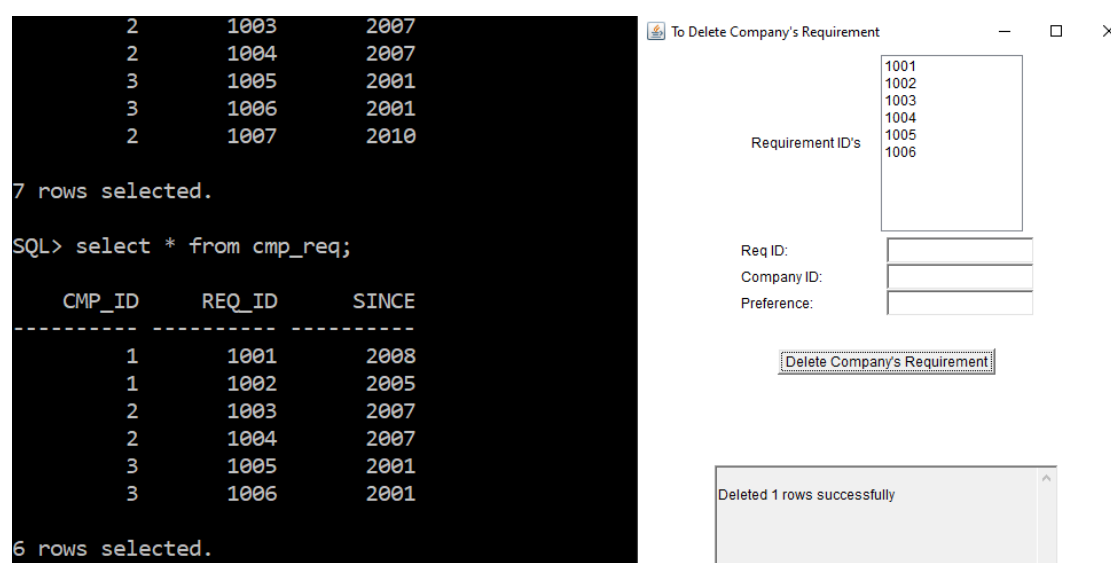 2 1003 2007
2 1004 2007
3 1005 2001
3 1006 2001
2 1007 2010
7 rows selected.
SQL> select * from cmp_req;
CMP_ID REQ_ID SINCE
---------- ---------- ----------
1 1001 2008
1 1002 2005
2 1003 2007
2 1004 2007
3 1005 2001
3 1006 2001
6 rows selected.
To Delete Company's Requirement
1001
1002
1003
1004
1005
1006
Requirement ID's
Req ID:
Company ID:
Preference:
Delete Company's Requirement
Deleted 1 rows successfully